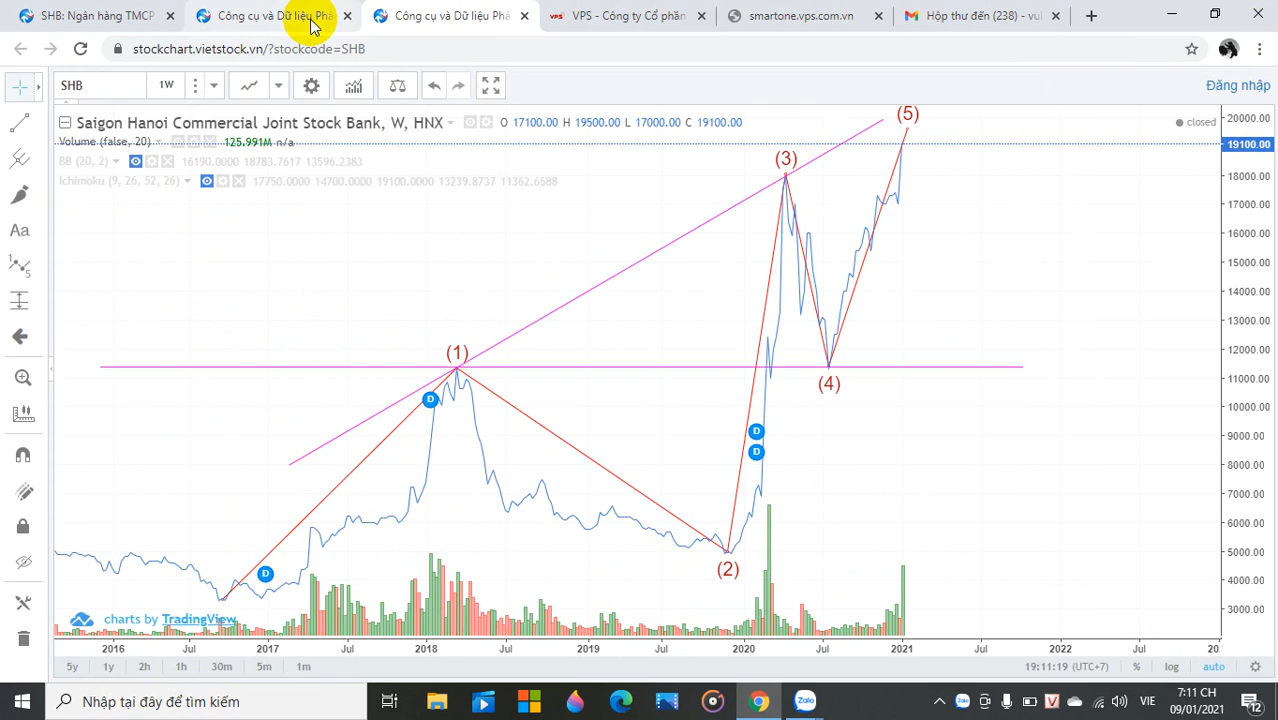 SHB: Ngân hàng TMCP
Công cụ và Dữ liệu Phâ
Công cụ và Dữ liệu Phâ
VPS VPS - Công ty Cổ phần
smartone.vps.com.vn
Hộp thư đến (238) - vu
stockchart.vietstock.vn/?stockcode=SHB
SHB
1W
Đăng nhập
Saigon Hanoi Commercial Joint Stock Bank, W, HNX
O 17100.00 H 19500.00 L 17000.00 C 19100.00
closed
Volume (false, 20)
125.991M n/a
BB (20, 2)
16190.0000 18783.7617 13596.2383
Ichimoku (9, 26, 52, 26)
17750.0000 14700.0000 19100.0000 13239.8737 11362.6588
(1)
(2)
(3)
(4)
(5)
D
D
D
D
20000.00
19100.00
18000.00
17000.00
16000.00
15000.00
14000.00
13000.00
12000.00
11000.00
10000.00
9000.00
8000.00
7000.00
6000.00
5000.00
4000.00
3000.00
Aa
charts by TradingView
2016
Jul
2017
Jul
2018
Jul
2019
Jul
2020
Jul
2021
Jul
2022
Jul
5y 1y 2h 1h 30m 5m 1m
19:11:19 (UTC+7)
% log auto
Nhập tại đây để tìm kiếm
Zalo
VIE
7:11 CH
09/01/2021
12